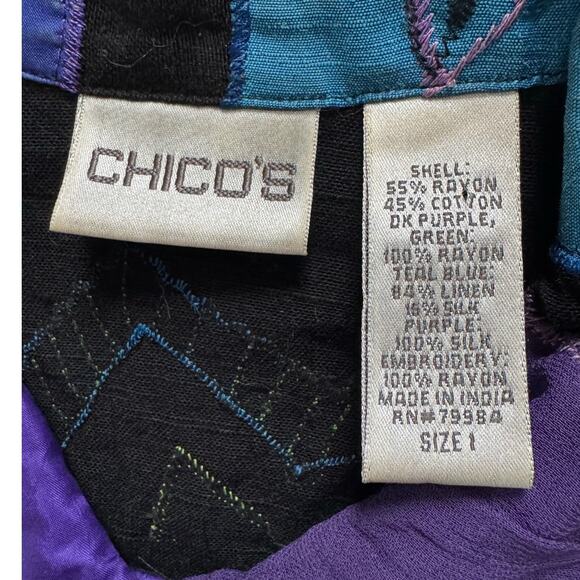 CHICO'S
SHELL:
55% RAYON
45% COTTON
DK PURPLE,
GREEN:
100% RAYON
TEAL BLUE:
84% LINEN
16% SILK
PURPLE:
100% SILK
EMBROIDERY:
100% RAYON
MADE IN INDIA
RN#79984
SIZE 1